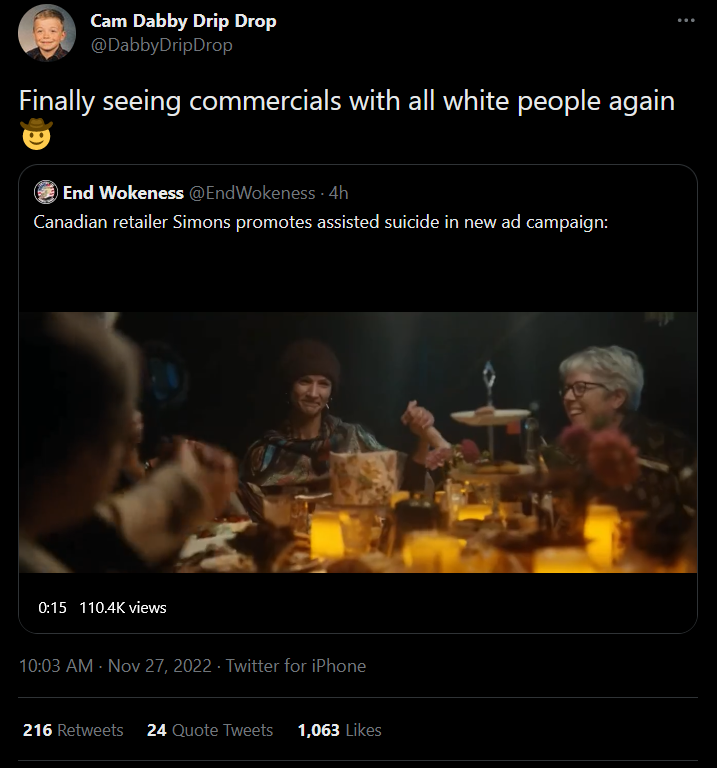 Cam Dabby Drip Drop
@DabbyDripDrop
Finally seeing commercials with all white people again
🤠
End Wokeness @EndWokeness · 4h
Canadian retailer Simons promotes assisted suicide in new ad campaign:
0:15 110.4K views
10:03 AM · Nov 27, 2022 · Twitter for iPhone
216 Retweets 24 Quote Tweets 1,063 Likes